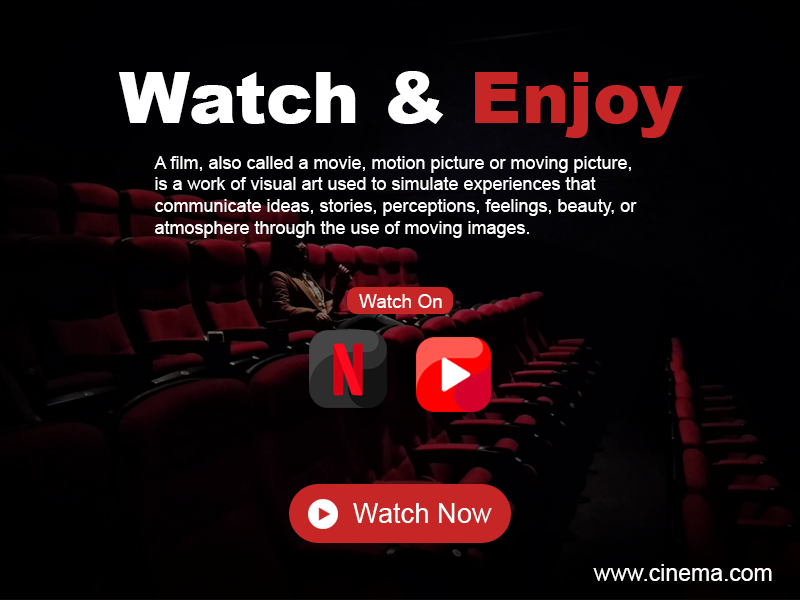 Watch & Enjoy
A film, also called a movie, motion picture or moving picture,
is a work of visual art used to simulate experiences that
communicate ideas, stories, perceptions, feelings, beauty, or
atmosphere through the use of moving images.
Watch On
N
Watch Now
www.cinema.com